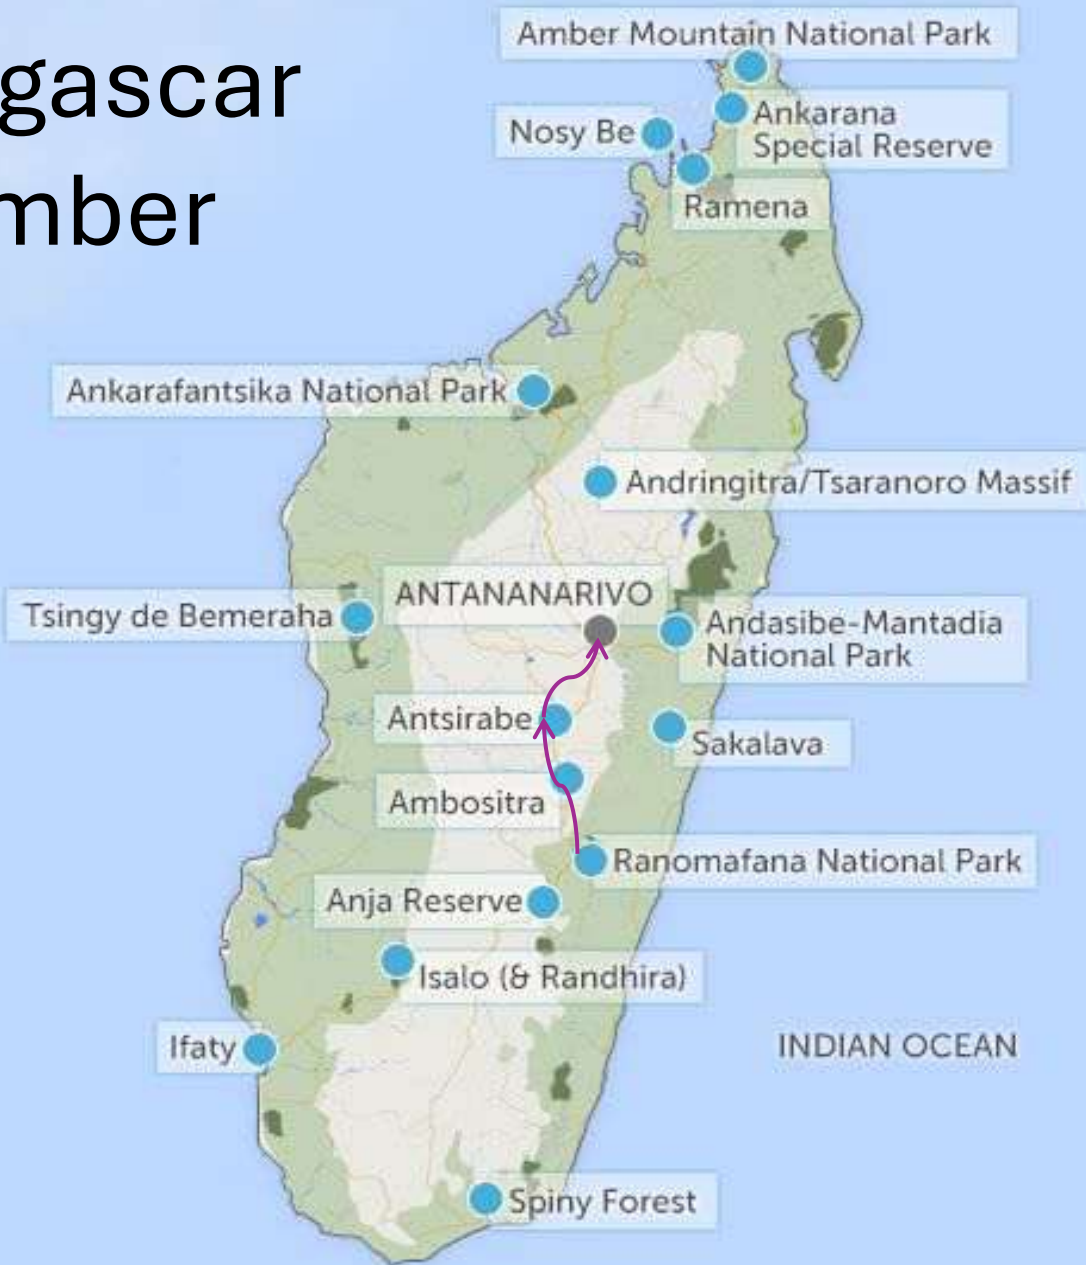 gascar
mber
Amber Mountain National Park
Ankarana
Special Reserve
Nosy Be
Ramena
Ankarafantsika National Park
Andringitra/Tsaranoro Massif
ANTANANARIVO
Tsingy de Bemeraha
Andasibe-Mantadia
National Park
Antsirabe
Sakalava
Ambositra
Ranomafana National Park
Anja Reserve
Isalo (& Randhira)
Ifaty
INDIAN OCEAN
Spiny Forest